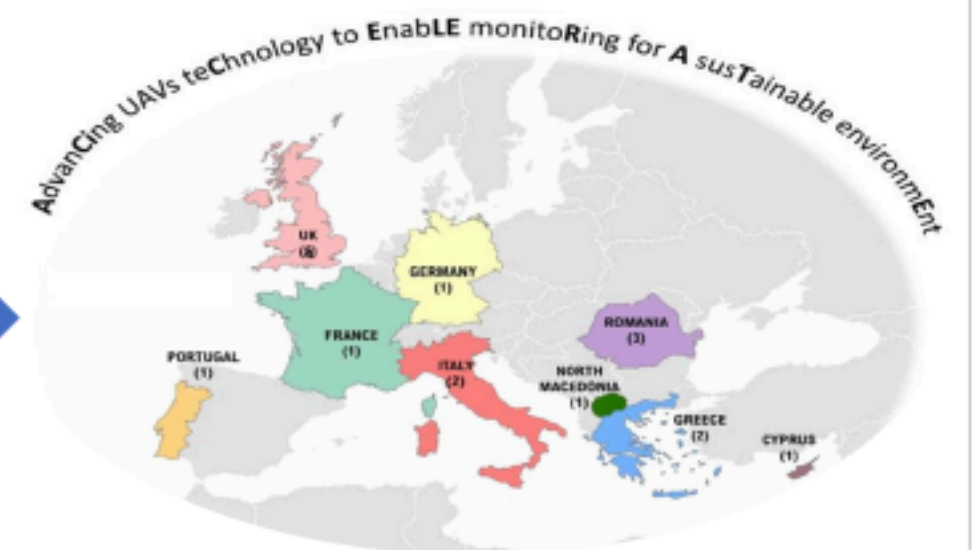 AdvanCing UAVs teChnology to EnabLE monitoRing for A susTainable environmEnt
UK
GERMANY
(1)
FRANCE
(1)
ROMANIA
(3)
PORTUGAL
(1)
ITALY
(2)
NORTH
MACEDONIA
(1)
GREECE
(2)
CYPRUS
(1)